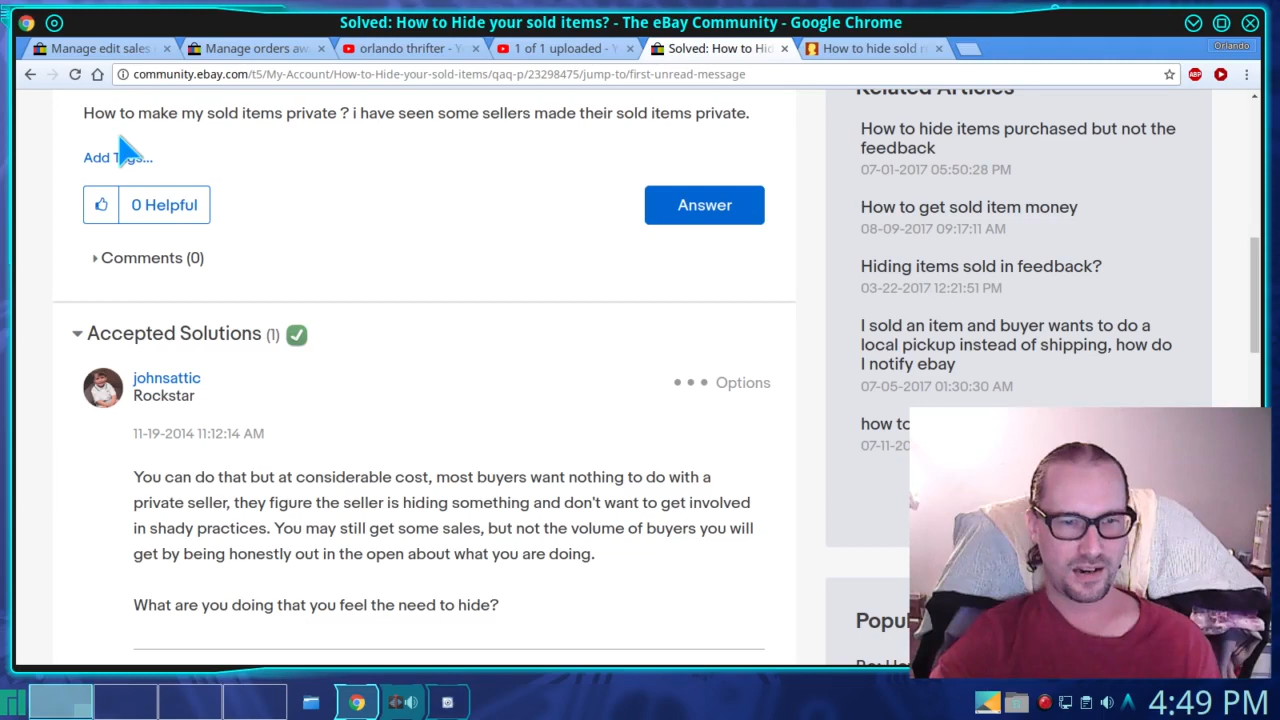 Solved: How to Hide your sold items? - The eBay Community - Google Chrome
Manage edit sales
Manage orders aw
orlando thrifter - Y
1 of 1 uploaded -
Solved: How to Hi
How to hide sold
Orlando
community.ebay.com/t5/My-Account/How-to-Hide-your-sold-items/qaq-p/23298475/jump-to/first-unread-message
ABP
How to make my sold items private ? i have seen some sellers made their sold items private.
Add Tags...
0 Helpful
Answer
Comments (0)
Accepted Solutions (1)
johnsattic
Rockstar
Options
11-19-2014 11:12:14 AM
You can do that but at considerable cost, most buyers want nothing to do with a
private seller, they figure the seller is hiding something and don't want to get involved
in shady practices. You may still get some sales, but not the volume of buyers you will
get by being honestly out in the open about what you are doing.
What are you doing that you feel the need to hide?
Related Articles
How to hide items purchased but not the
feedback
07-01-2017 05:50:28 PM
How to get sold item money
08-09-2017 09:17:11 AM
Hiding items sold in feedback?
03-22-2017 12:21:51 PM
I sold an item and buyer wants to do a
local pickup instead of shipping, how do
I notify ebay
07-05-2017 01:30:30 AM
how to
07-11-20
Popul
4:49 PM